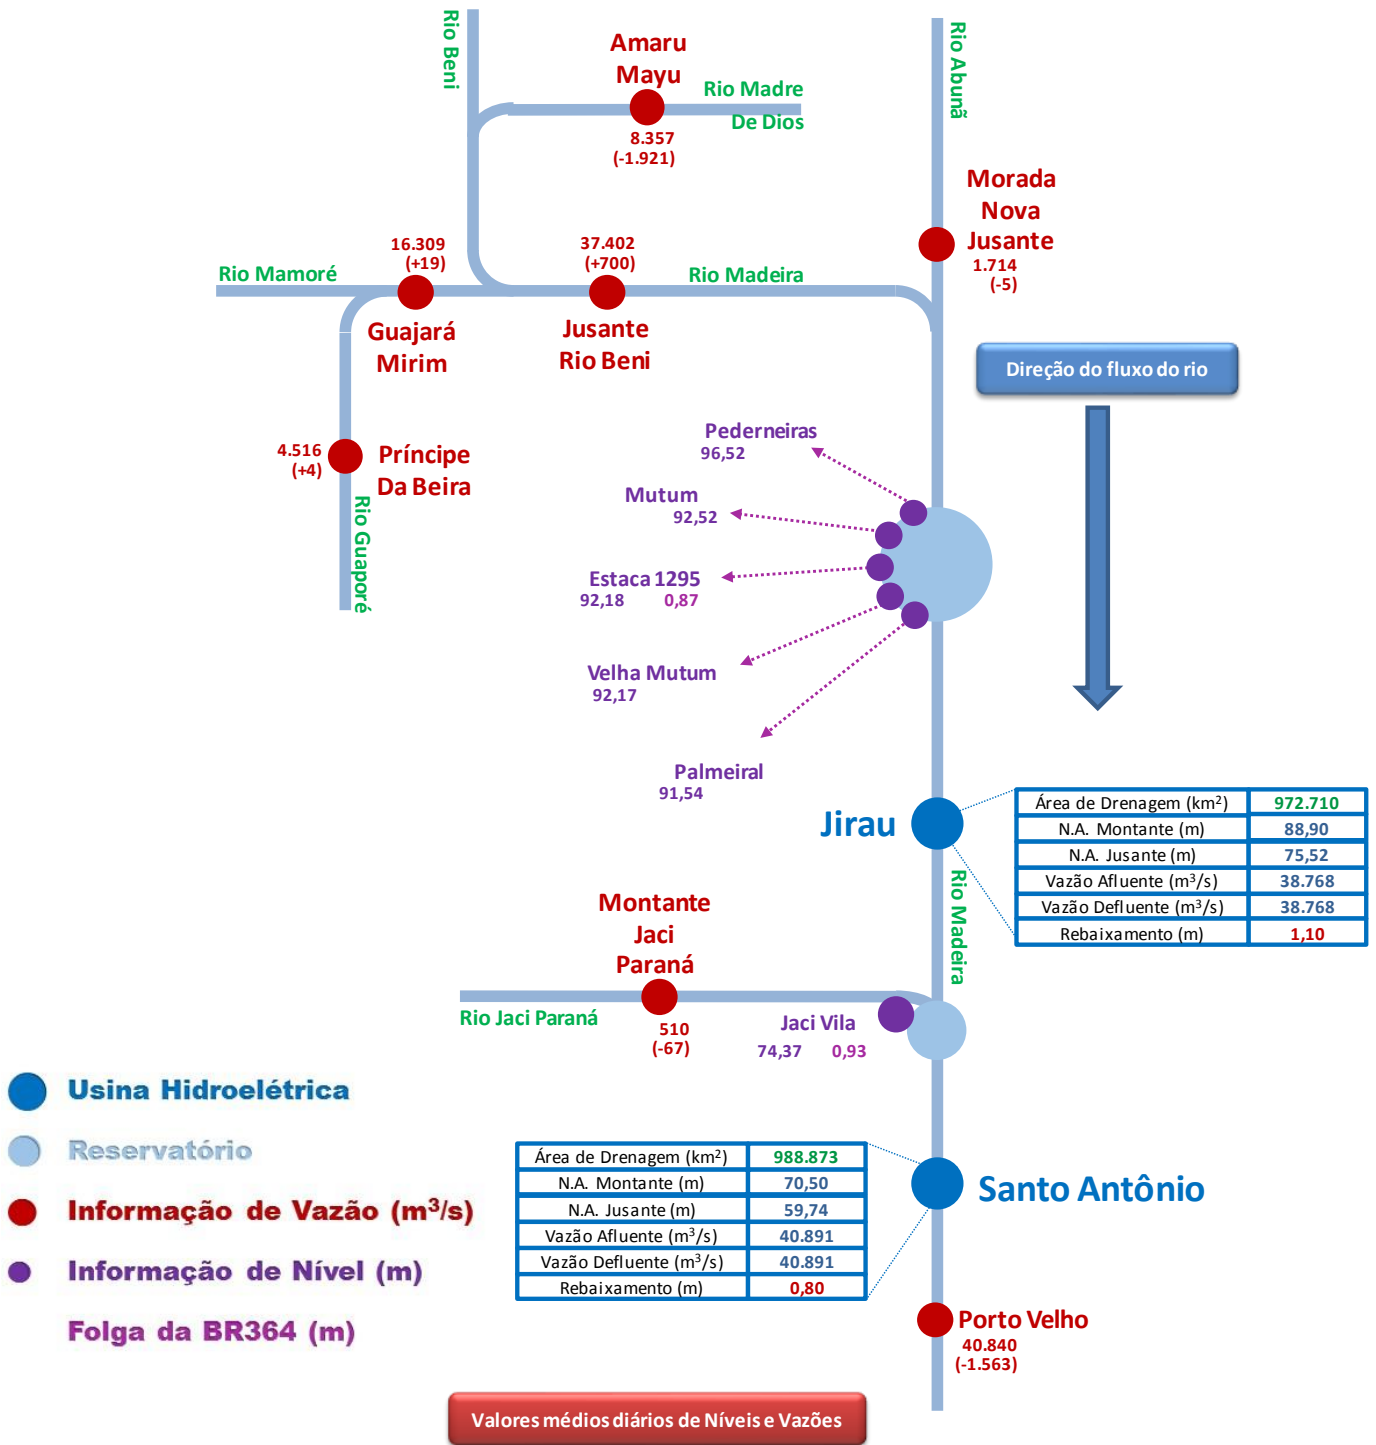 Rio Beni
Amaru
Mayu
Rio Madre
De Dios
8.357
(-1.921)
Rio Abunã
Morada
Nova
Jusante
1.714
(-5)
16.309
(+19)
37.402
(+700)
Rio Mamoré
Rio Madeira
Guajará
Mirim
Jusante
Rio Beni
Direção do fluxo do rio
4.516
(+4)
Príncipe
Da Beira
Rio Guaporé
Pederneiras
96,52
Mutum
92,52
Estaca 1295
92,18 0,87
Velha Mutum
92,17
Palmeiral
91,54
Jirau
Área de Drenagem (km²) 972.710
N.A. Montante (m) 88,90
N.A. Jusante (m) 75,52
Vazão Afluente (m³/s) 38.768
Vazão Defluente (m³/s) 38.768
Rebaixamento (m) 1,10
Rio Madeira
Montante
Jaci
Paraná
Rio Jaci Paraná
510
(-67)
Jaci Vila
74,37 0,93
Usina Hidroelétrica
Reservatório
Informação de Vazão (m³/s)
Informação de Nível (m)
Folga da BR364 (m)
Área de Drenagem (km²) 988.873
N.A. Montante (m) 70,50
N.A. Jusante (m) 59,74
Vazão Afluente (m³/s) 40.891
Vazão Defluente (m³/s) 40.891
Rebaixamento (m) 0,80
Santo Antônio
Porto Velho
40.840
(-1.563)
Valores médios diários de Níveis e Vazões